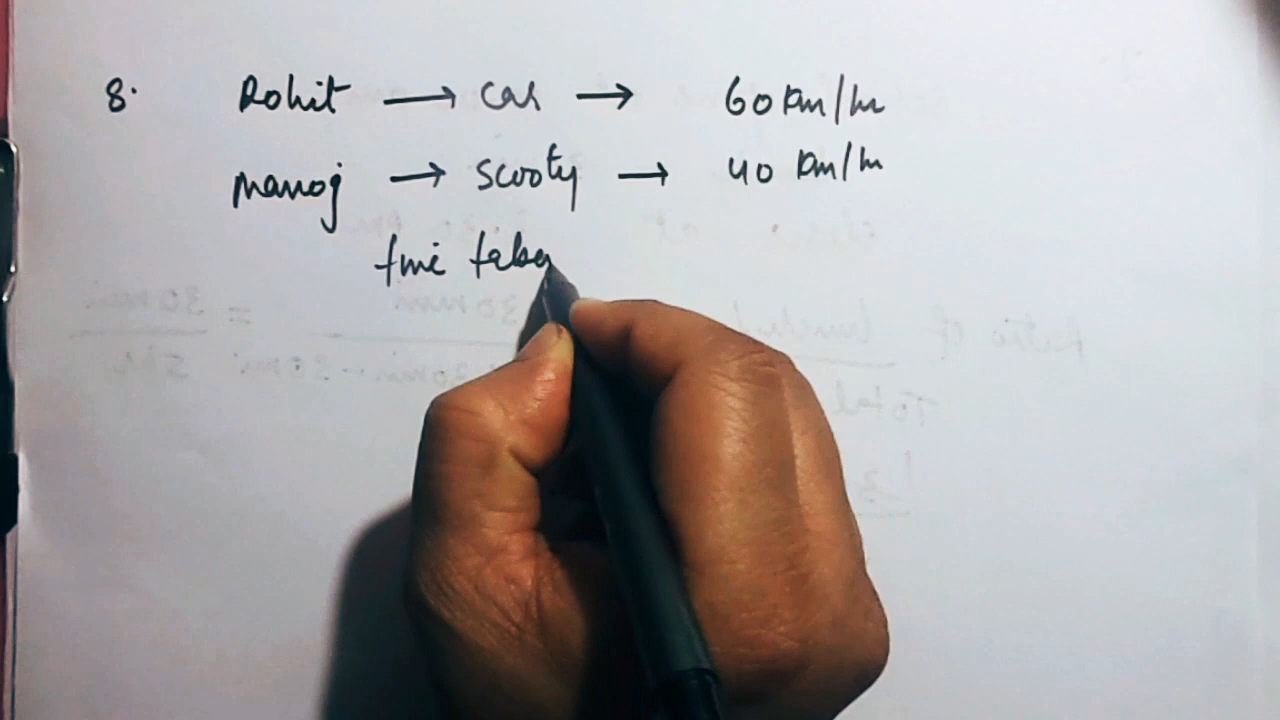 8. Rohit → car → 60 km/hr
Manoj → Scooty → 40 km/hr
time taken